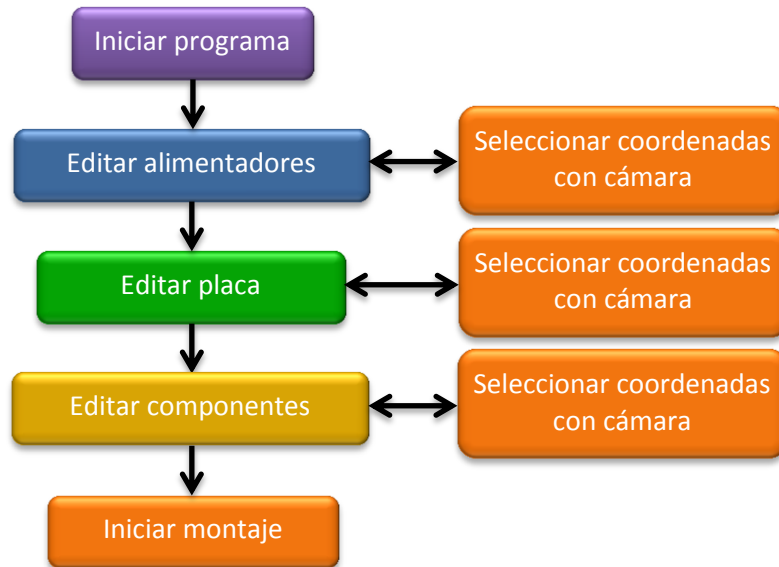 Iniciar programa
Editar alimentadores
Seleccionar coordenadas
con cámara
Editar placa
Seleccionar coordenadas
con cámara
Editar componentes
Seleccionar coordenadas
con cámara
Iniciar montaje